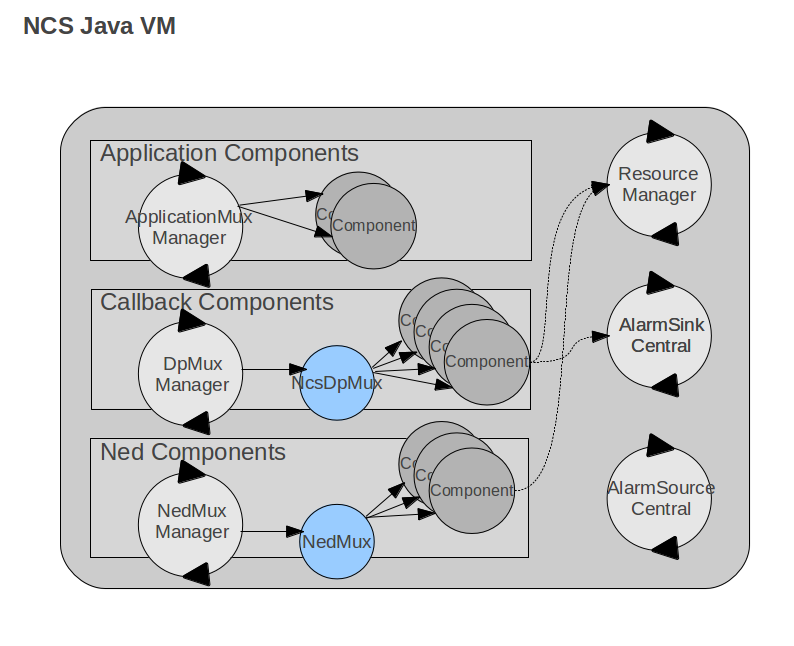 NCS Java VM
Application Components
ApplicationMux
Manager
Co
Component
Callback Components
DpMux
Manager
NcsDpMux
Co
Co
Co
Component
Ned Components
NedMux
Manager
NedMux
Co
Co
Component
Resource
Manager
AlarmSink
Central
AlarmSource
Central